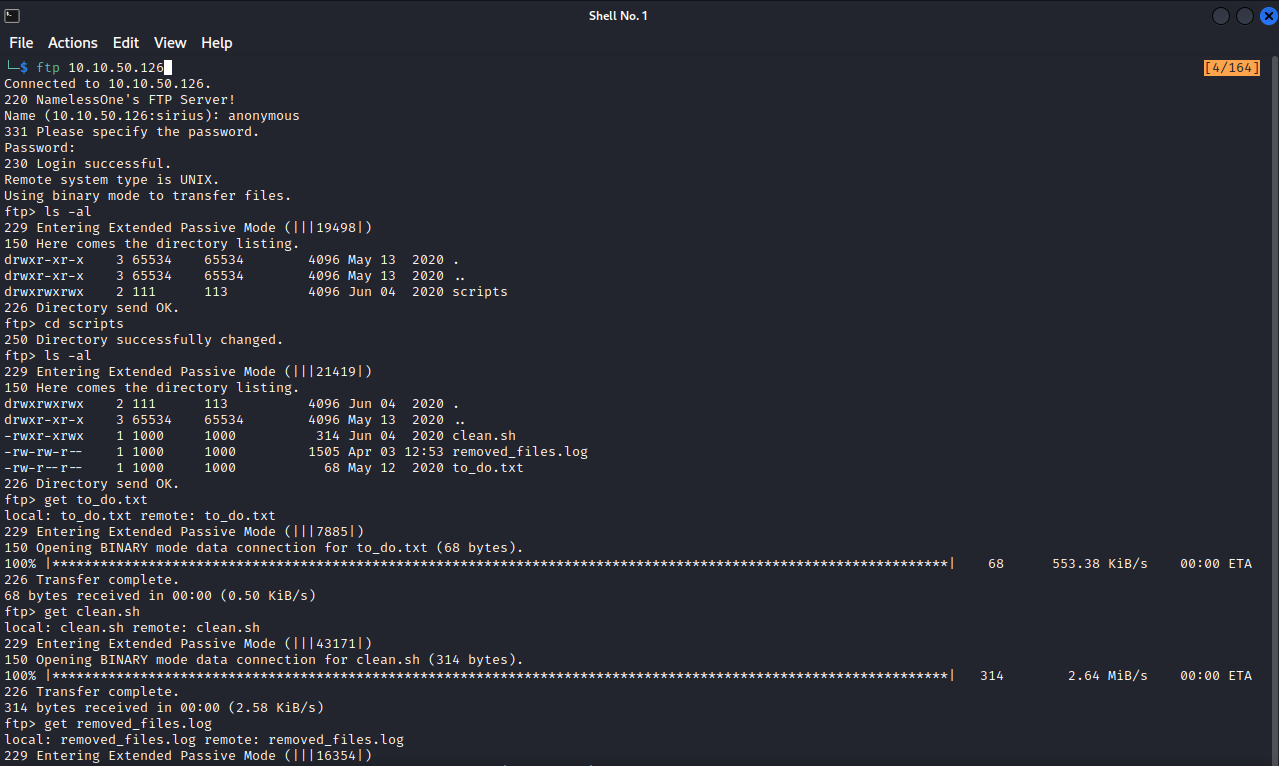 Shell No. 1
File Actions Edit View Help
└─$ ftp 10.10.50.126 [4/164]
Connected to 10.10.50.126.
220 NamelessOne's FTP Server!
Name (10.10.50.126:sirius): anonymous
331 Please specify the password.
Password:
230 Login successful.
Remote system type is UNIX.
Using binary mode to transfer files.
ftp> ls -al
229 Entering Extended Passive Mode (|||19498|)
150 Here comes the directory listing.
drwxr-xr-x    3 65534    65534        4096 May 13  2020 .
drwxr-xr-x    3 65534    65534        4096 May 13  2020 ..
drwxrwxrwx    2 111      113          4096 Jun 04  2020 scripts
226 Directory send OK.
ftp> cd scripts
250 Directory successfully changed.
ftp> ls -al
229 Entering Extended Passive Mode (|||21419|)
150 Here comes the directory listing.
drwxrwxrwx    2 111      113          4096 Jun 04  2020 .
drwxr-xr-x    3 65534    65534        4096 May 13  2020 ..
-rwxr-xrwx    1 1000     1000          314 Jun 04  2020 clean.sh
-rw-rw-r--    1 1000     1000         1505 Apr 03 12:53 removed_files.log
-rw-r--r--    1 1000     1000           68 May 12  2020 to_do.txt
226 Directory send OK.
ftp> get to_do.txt
local: to_do.txt remote: to_do.txt
229 Entering Extended Passive Mode (|||7885|)
150 Opening BINARY mode data connection for to_do.txt (68 bytes).
100% |****************************************************************************************************************| 68 553.38 KiB/s 00:00 ETA
226 Transfer complete.
68 bytes received in 00:00 (0.50 KiB/s)
ftp> get clean.sh
local: clean.sh remote: clean.sh
229 Entering Extended Passive Mode (|||43171|)
150 Opening BINARY mode data connection for clean.sh (314 bytes).
100% |****************************************************************************************************************| 314 2.64 MiB/s 00:00 ETA
226 Transfer complete.
314 bytes received in 00:00 (2.58 KiB/s)
ftp> get removed_files.log
local: removed_files.log remote: removed_files.log
229 Entering Extended Passive Mode (|||16354|)